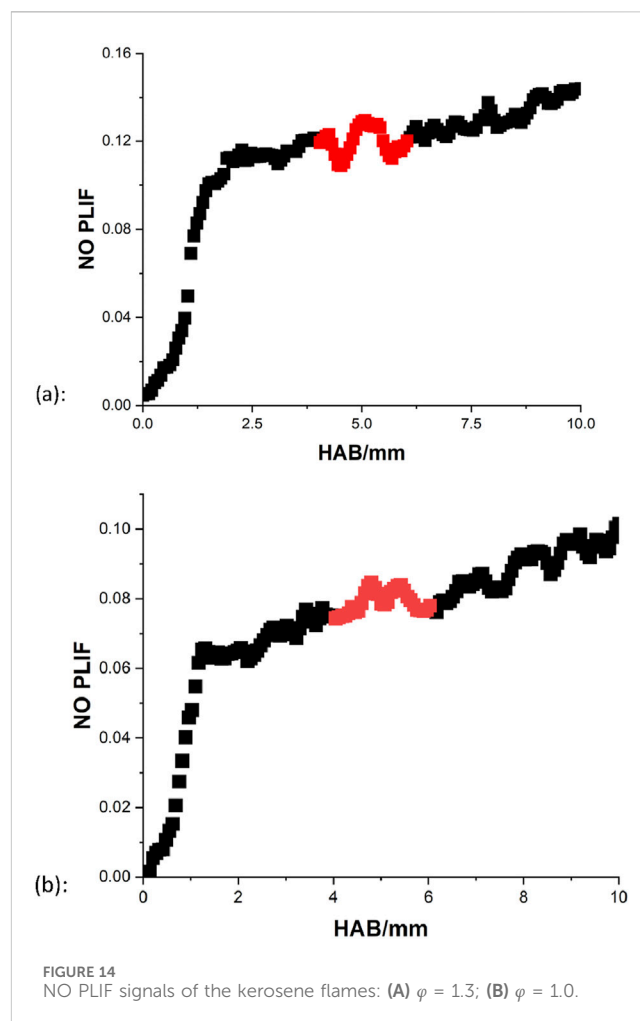 0.16
0.12
0.08
0.04
0.00
NO PLIF
(a):
0.0 2.5 5.0 7.5 10.0
HAB/mm
0.10
0.08
0.06
0.04
0.02
0.00
NO PLIF
(b):
0 2 4 6 8 10
HAB/mm
FIGURE 14
NO PLIF signals of the kerosene flames: (A) φ = 1.3; (B) φ = 1.0.